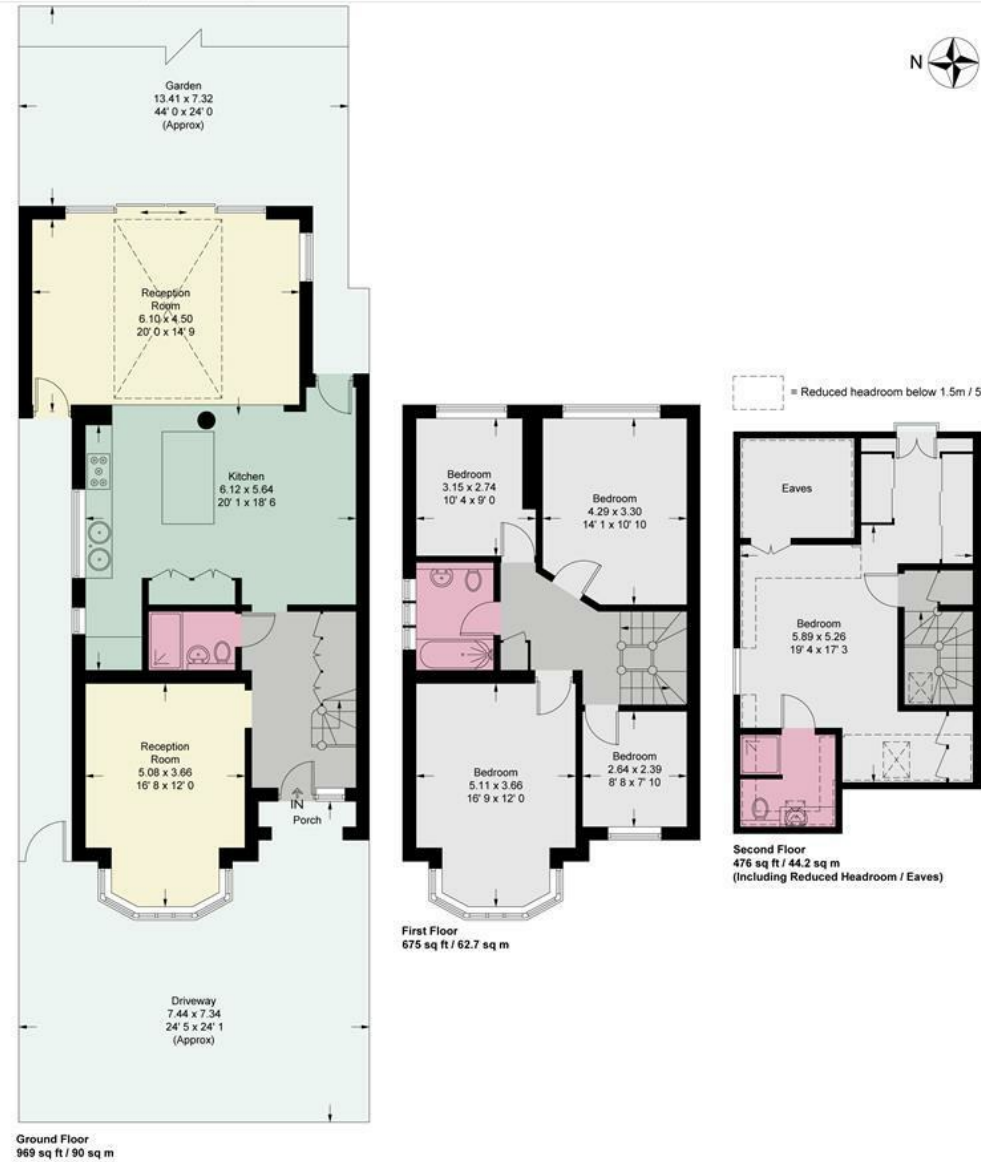 N
Garden
13.41 x 7.32
44' 0 x 24' 0
(Approx)
Reception
Room
6.10 x 4.50
20' 0 x 14' 9
Kitchen
6.12 x 5.64
20' 1 x 18' 6
Reception
Room
5.08 x 3.66
16' 8 x 12' 0
IN
Porch
Driveway
7.44 x 7.34
24' 5 x 24' 1
(Approx)
Ground Floor
969 sq ft / 90 sq m
Bedroom
3.15 x 2.74
10' 4 x 9' 0
Bedroom
4.29 x 3.30
14' 1 x 10' 10
Bedroom
5.11 x 3.66
16' 9 x 12' 0
Bedroom
2.64 x 2.39
8' 8 x 7' 10
First Floor
675 sq ft / 62.7 sq m
= Reduced headroom below 1.5m / 5
Eaves
Bedroom
5.89 x 5.26
19' 4 x 17' 3
Second Floor
476 sq ft / 44.2 sq m
(Including Reduced Headroom / Eaves)